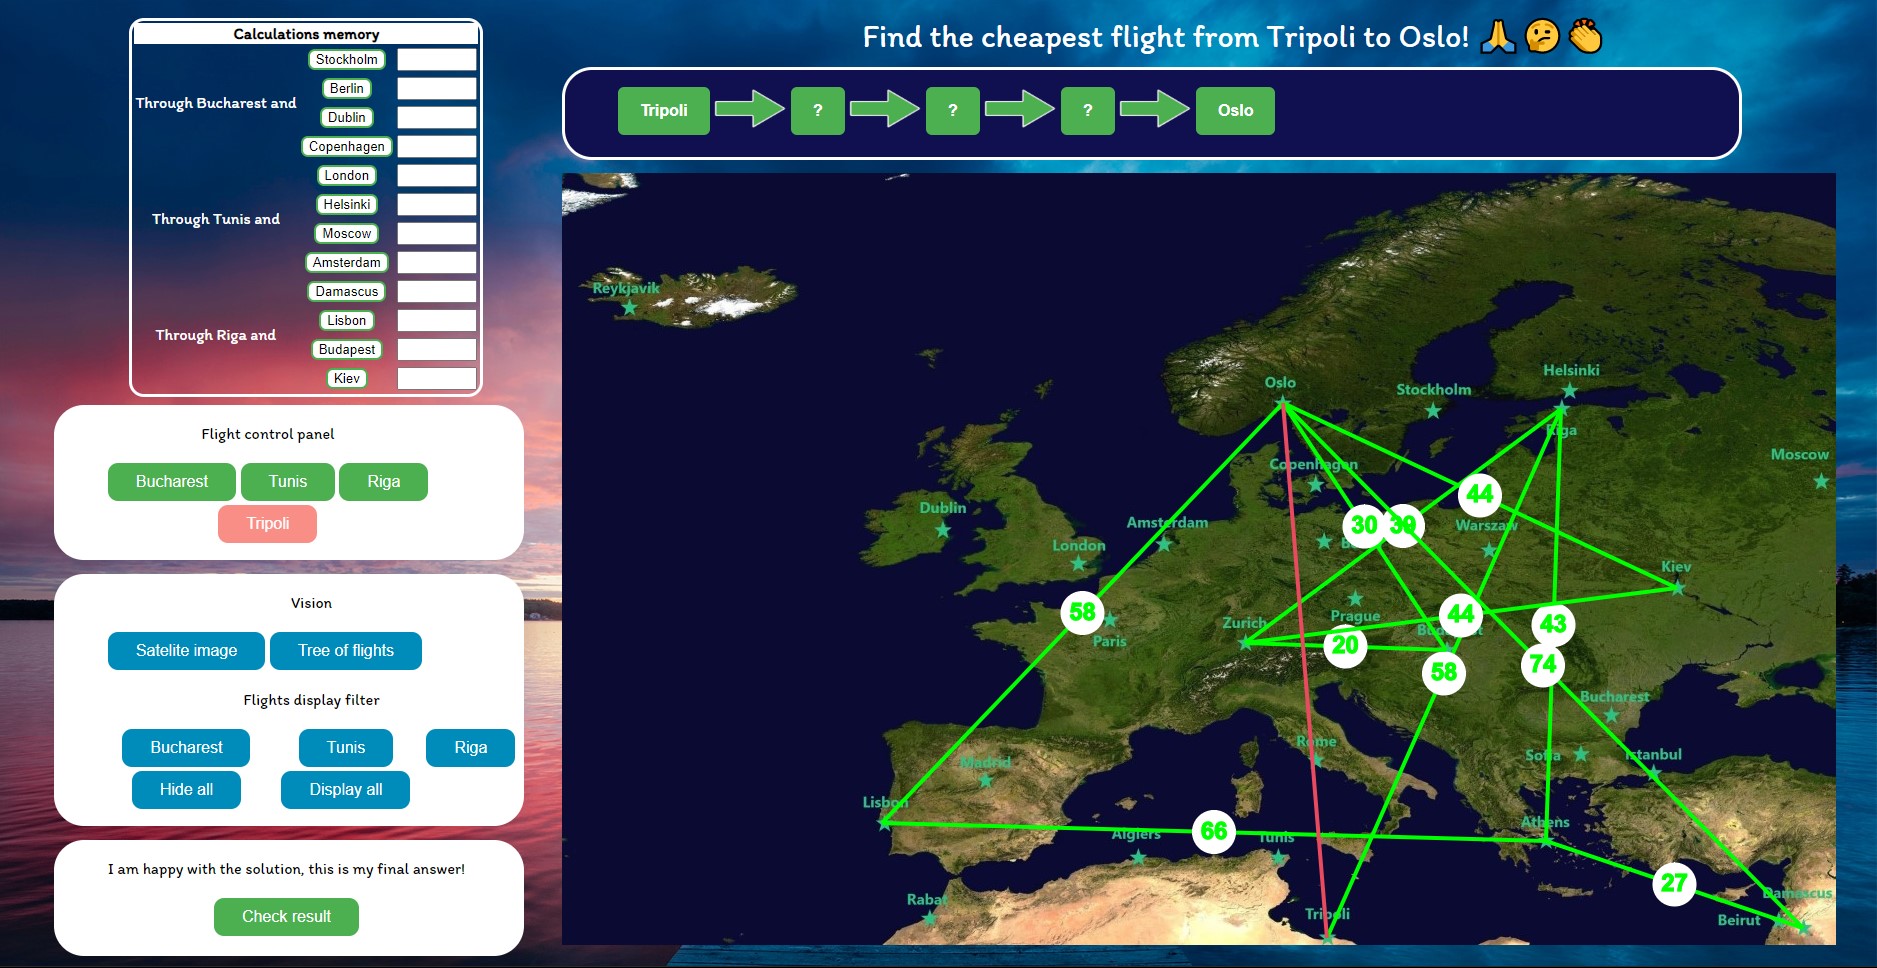 Calculations memory
Through Bucharest and
Stockholm
Berlin
Dublin
Copenhagen
Through Tunis and
London
Helsinki
Moscow
Amsterdam
Through Riga and
Damascus
Lisbon
Budapest
Kiev
Flight control panel
Bucharest Tunis Riga
Tripoli
Vision
Satelite image Tree of flights
Flights display filter
Bucharest Tunis Riga
Hide all Display all
I am happy with the solution, this is my final answer!
Check result
Find the cheapest flight from Tripoli to Oslo! 🙏🤔👏
Tripoli ? ? ? Oslo
Reykjavik
Helsinki
Oslo
Stockholm
Riga
Moscow
Copenhagen
44
Dublin
Amsterdam
30
Warszaw
London
Kiev
58
Prague
44
43
Zurich
Paris
20
74
58
Bucharest
Rome
Sofia
Istanbul
Madrid
Lisbon
Athens
66
Algiers
Tunis
27
Damascus
Rabat
Tripoli
Beirut